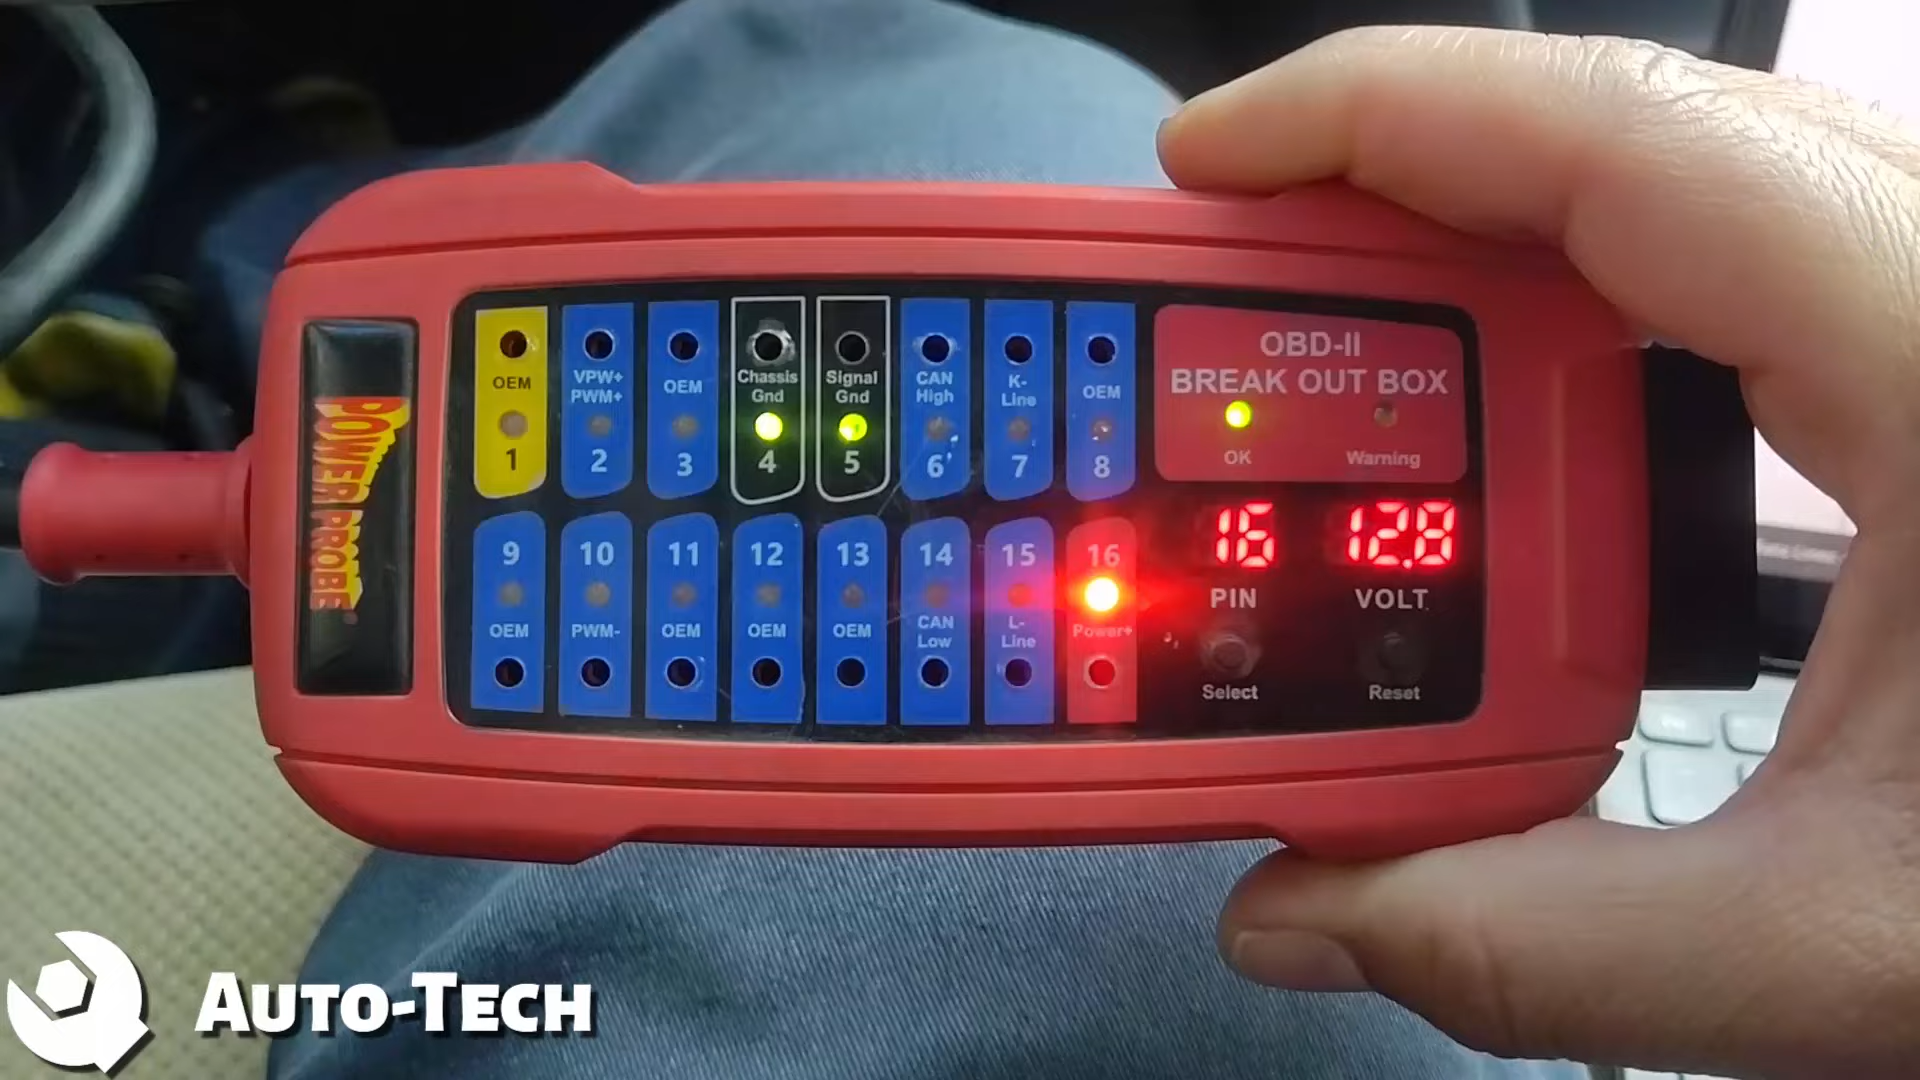 POWER PROBE®
OEM
1
VPW+
PWM+
2
OEM
3
Chassis
Gnd
4
Signal
Gnd
5
CAN
High
6
K-
Line
7
OEM
8
OBD-II
BREAK OUT BOX
OK
Warning
9
OEM
10
PWM-
11
OEM
12
OEM
13
OEM
14
CAN
Low
15
L-
Line
16
Power+
16
PIN
Select
12.8
VOLT
Reset
AUTO-TECH